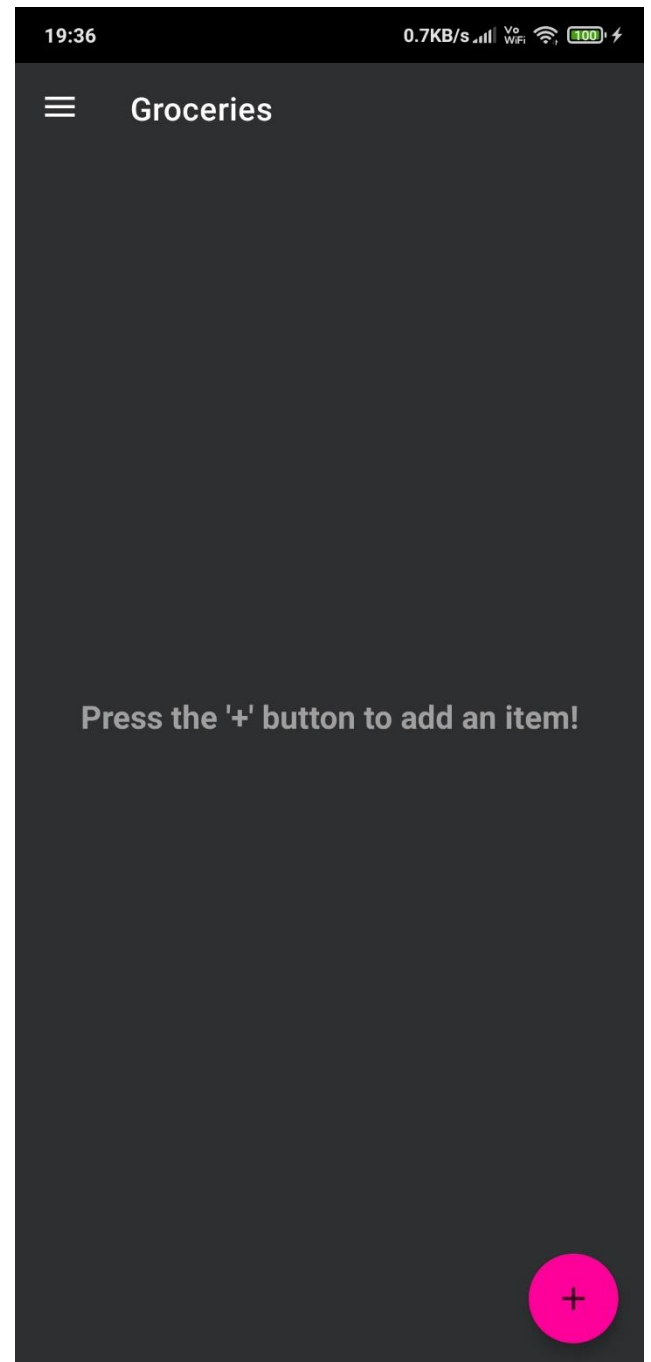 19:36 0.7KB/s Vo WiFi 100
Groceries
Press the '+' button to add an item!
+